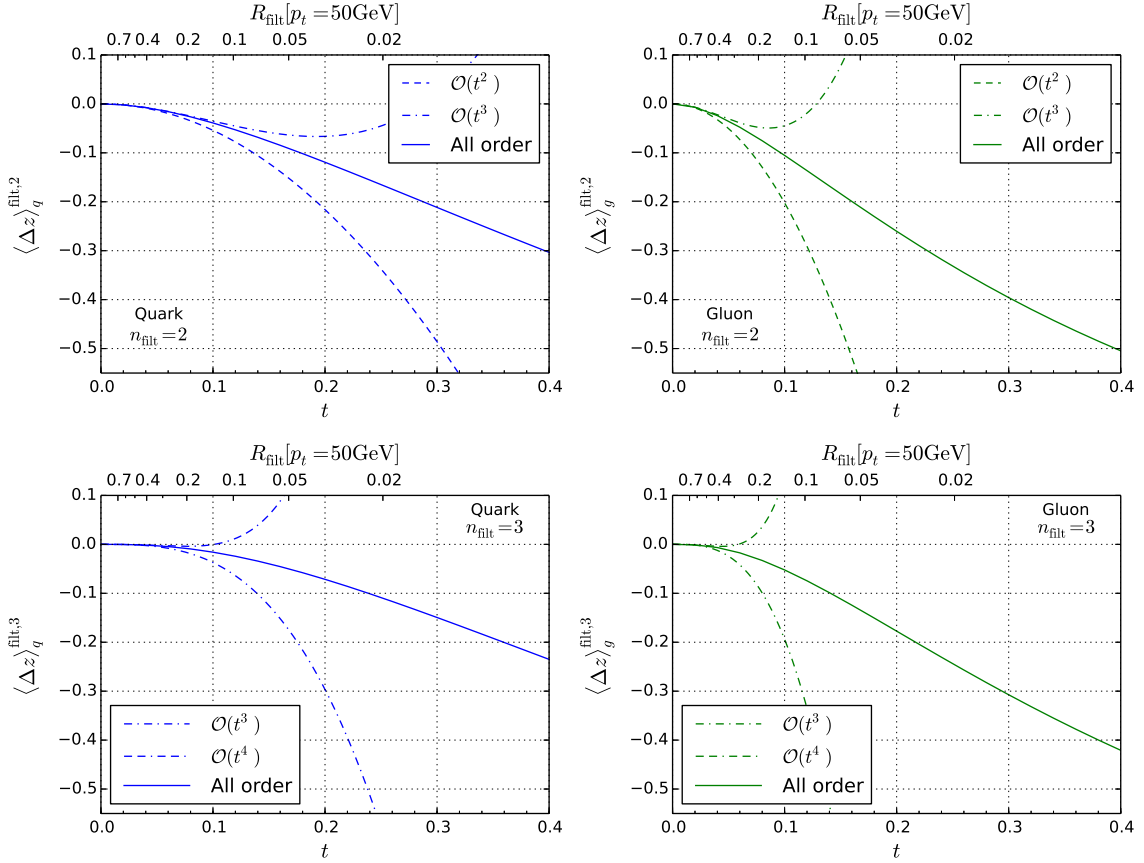 R_filt[p_t = 50GeV]
0.7 0.4 0.2 0.1 0.05 0.02
0.1
0.0
−0.1
−0.2
−0.3
−0.4
−0.5
⟨Δz⟩_q^{filt,2}
O(t²)
O(t³)
All order
Quark
n_filt=2
0.0 0.1 0.2 0.3 0.4
t
R_filt[p_t = 50GeV]
0.7 0.4 0.2 0.1 0.05 0.02
0.1
0.0
−0.1
−0.2
−0.3
−0.4
−0.5
⟨Δz⟩_g^{filt,2}
O(t²)
O(t³)
All order
Gluon
n_filt=2
0.0 0.1 0.2 0.3 0.4
t
R_filt[p_t = 50GeV]
0.7 0.4 0.2 0.1 0.05 0.02
0.1
0.0
−0.1
−0.2
−0.3
−0.4
−0.5
⟨Δz⟩_q^{filt,3}
Quark
n_filt=3
O(t³)
O(t⁴)
All order
0.0 0.1 0.2 0.3 0.4
t
R_filt[p_t = 50GeV]
0.7 0.4 0.2 0.1 0.05 0.02
0.1
0.0
−0.1
−0.2
−0.3
−0.4
−0.5
⟨Δz⟩_g^{filt,3}
Gluon
n_filt=3
O(t³)
O(t⁴)
All order
0.0 0.1 0.2 0.3 0.4
t